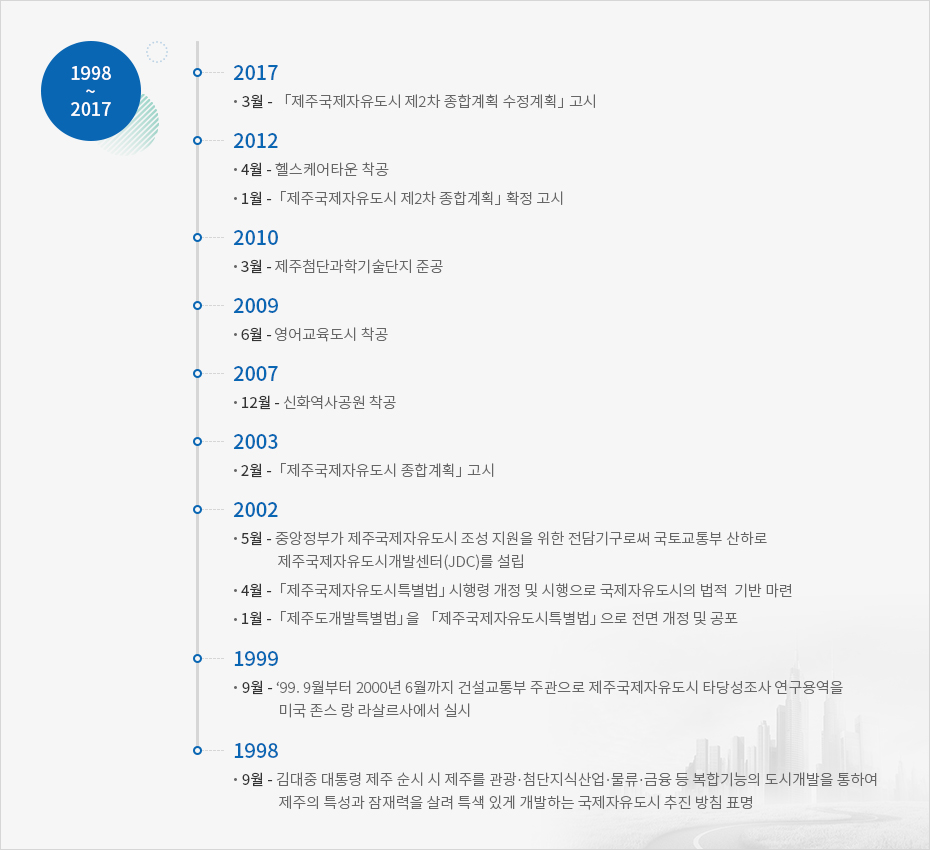 1998
~
2017
2017
• 3월 - 「제주국제자유도시 제2차 종합계획 수정계획」 고시
2012
• 4월 - 헬스케어타운 착공
• 1월 - 「제주국제자유도시 제2차 종합계획」 확정 고시
2010
• 3월 - 제주첨단과학기술단지 준공
2009
• 6월 - 영어교육도시 착공
2007
• 12월 - 신화역사공원 착공
2003
• 2월 - 「제주국제자유도시 종합계획」 고시
2002
• 5월 - 중앙정부가 제주국제자유도시 조성 지원을 위한 전담기구로써 국토교통부 산하로
제주국제자유도시개발센터(JDC)를 설립
• 4월 - 「제주국제자유도시특별법」 시행령 개정 및 시행으로 국제자유도시의 법적 기반 마련
• 1월 - 「제주도개발특별법」을 「제주국제자유도시특별법」으로 전면 개정 및 공포
1999
• 9월 - ‘99. 9월부터 2000년 6월까지 건설교통부 주관으로 제주국제자유도시 타당성조사 연구용역을
미국 존스 랑 라살르사에서 실시
1998
• 9월 - 김대중 대통령 제주 순시 시 제주를 관광·첨단지식산업·물류·금융 등 복합기능의 도시개발을 통하여
제주의 특성과 잠재력을 살려 특색 있게 개발하는 국제자유도시 추진 방침 표명